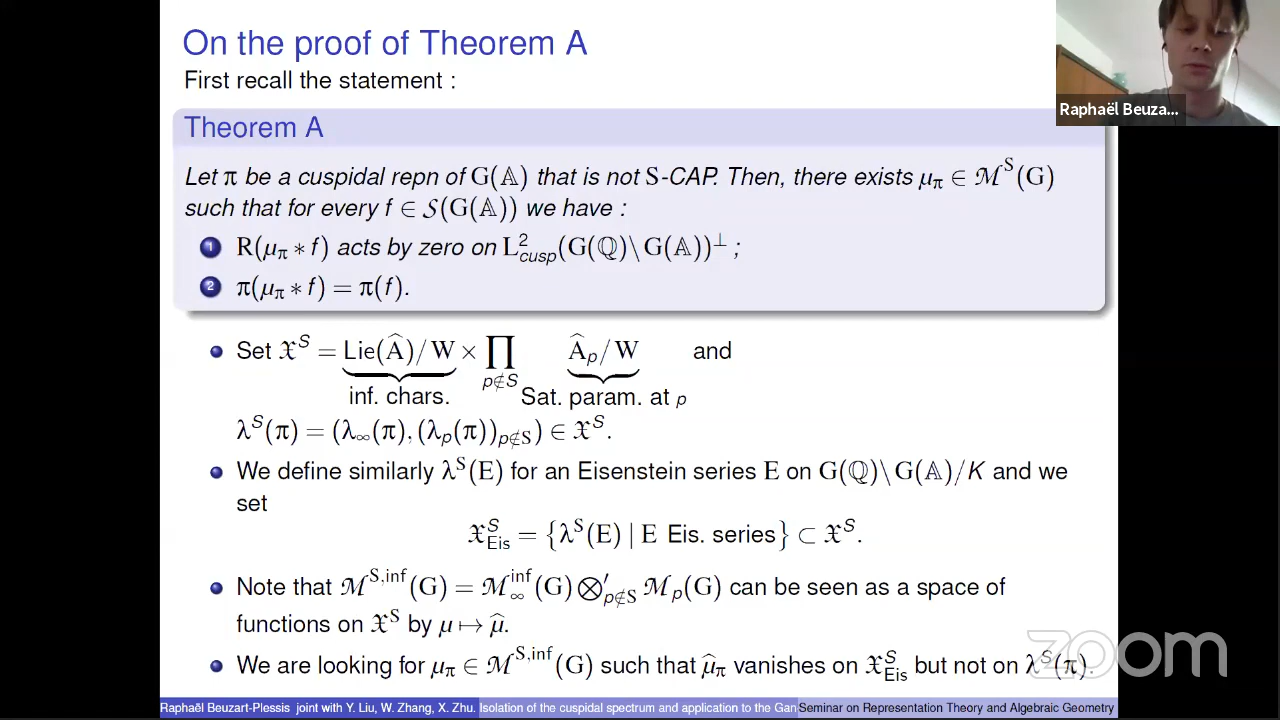 On the proof of Theorem A
First recall the statement :
Theorem A
Let π be a cuspidal repn of G(𝔸) that is not S-CAP. Then, there exists μ_π ∈ ℳ^S(G)
such that for every f ∈ 𝒮(G(𝔸)) we have :
1 R(μ_π ∗ f) acts by zero on L²_cusp(G(ℚ)\G(𝔸))^⊥ ;
2 π(μ_π ∗ f) = π(f).
• Set 𝔛^S = Lie(Â)/W × ∏_{p∉S} Â_p/W and
inf. chars. Sat. param. at p
λ^S(π) = (λ_∞(π), (λ_p(π))_{p∉S}) ∈ 𝔛^S.
• We define similarly λ^S(E) for an Eisenstein series E on G(ℚ)\G(𝔸)/K and we
set
𝔛^S_Eis = {λ^S(E) | E Eis. series} ⊂ 𝔛^S.
• Note that ℳ^{S,inf}(G) = ℳ^inf_∞(G) ⊗′_{p∉S} ℳ_p(G) can be seen as a space of
functions on 𝔛^S by μ ↦ μ̂.
• We are looking for μ_π ∈ ℳ^{S,inf}(G) such that μ̂_π vanishes on 𝔛^S_Eis but not on λ^S(π).
Raphaël Beuzart-Plessis joint with Y. Liu, W. Zhang, X. Zhu. Isolation of the cuspidal spectrum and application to the Gan Seminar on Representation Theory and Algebraic Geometry
Raphaël Beuza...
zoom